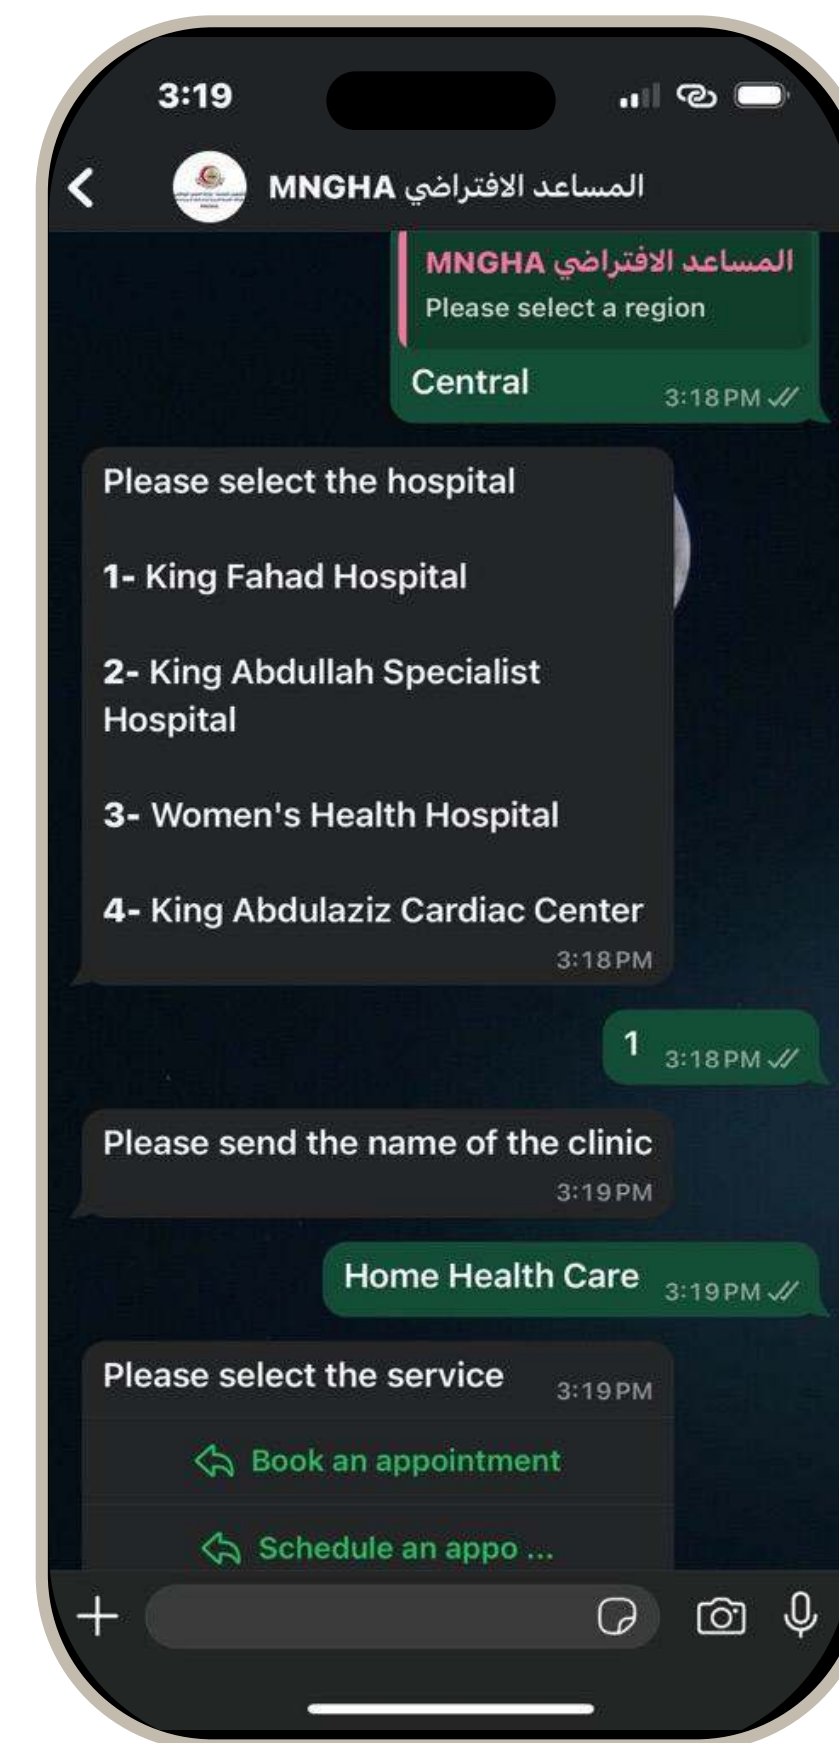 3:19
المساعد الافتراضي MNGHA
المساعد الافتراضي MNGHA
Please select a region
Central
3:18 PM
Please select the hospital
1- King Fahad Hospital
2- King Abdullah Specialist
Hospital
3- Women's Health Hospital
4- King Abdulaziz Cardiac Center
3:18 PM
1 3:18 PM
Please send the name of the clinic
3:19 PM
Home Health Care 3:19 PM
Please select the service 3:19 PM
Book an appointment
Schedule an appo ...